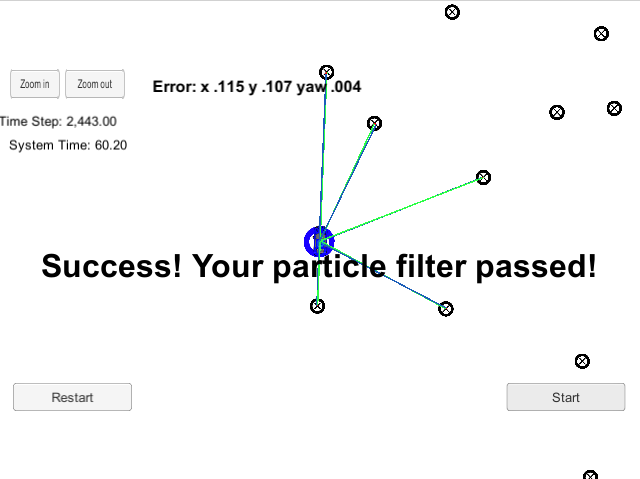 Zoom in Zoom out
Error: x .115 y .107 yaw .004
Time Step: 2,443.00
System Time: 60.20
Success! Your particle filter passed!
Restart
Start